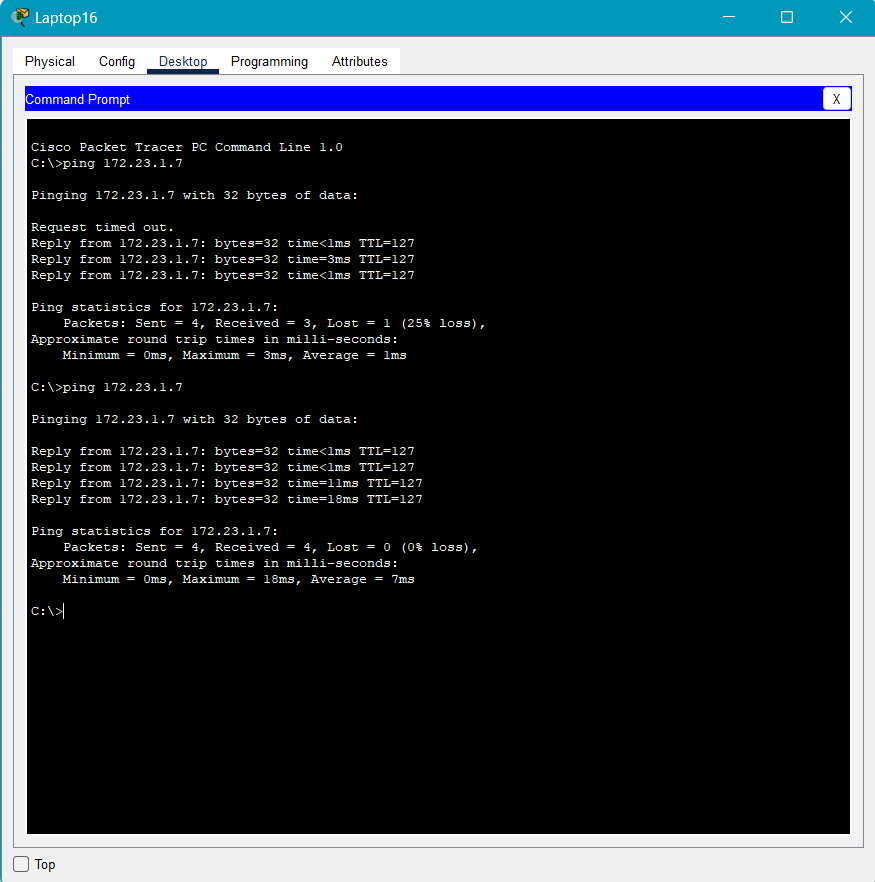 Laptop16
Physical Config Desktop Programming Attributes
Command Prompt X
Cisco Packet Tracer PC Command Line 1.0
C:\>ping 172.23.1.7
Pinging 172.23.1.7 with 32 bytes of data:
Request timed out.
Reply from 172.23.1.7: bytes=32 time<1ms TTL=127
Reply from 172.23.1.7: bytes=32 time=3ms TTL=127
Reply from 172.23.1.7: bytes=32 time<1ms TTL=127
Ping statistics for 172.23.1.7:
Packets: Sent = 4, Received = 3, Lost = 1 (25% loss),
Approximate round trip times in milli-seconds:
Minimum = 0ms, Maximum = 3ms, Average = 1ms
C:\>ping 172.23.1.7
Pinging 172.23.1.7 with 32 bytes of data:
Reply from 172.23.1.7: bytes=32 time<1ms TTL=127
Reply from 172.23.1.7: bytes=32 time<1ms TTL=127
Reply from 172.23.1.7: bytes=32 time=11ms TTL=127
Reply from 172.23.1.7: bytes=32 time=18ms TTL=127
Ping statistics for 172.23.1.7:
Packets: Sent = 4, Received = 4, Lost = 0 (0% loss),
Approximate round trip times in milli-seconds:
Minimum = 0ms, Maximum = 18ms, Average = 7ms
C:\>
Top